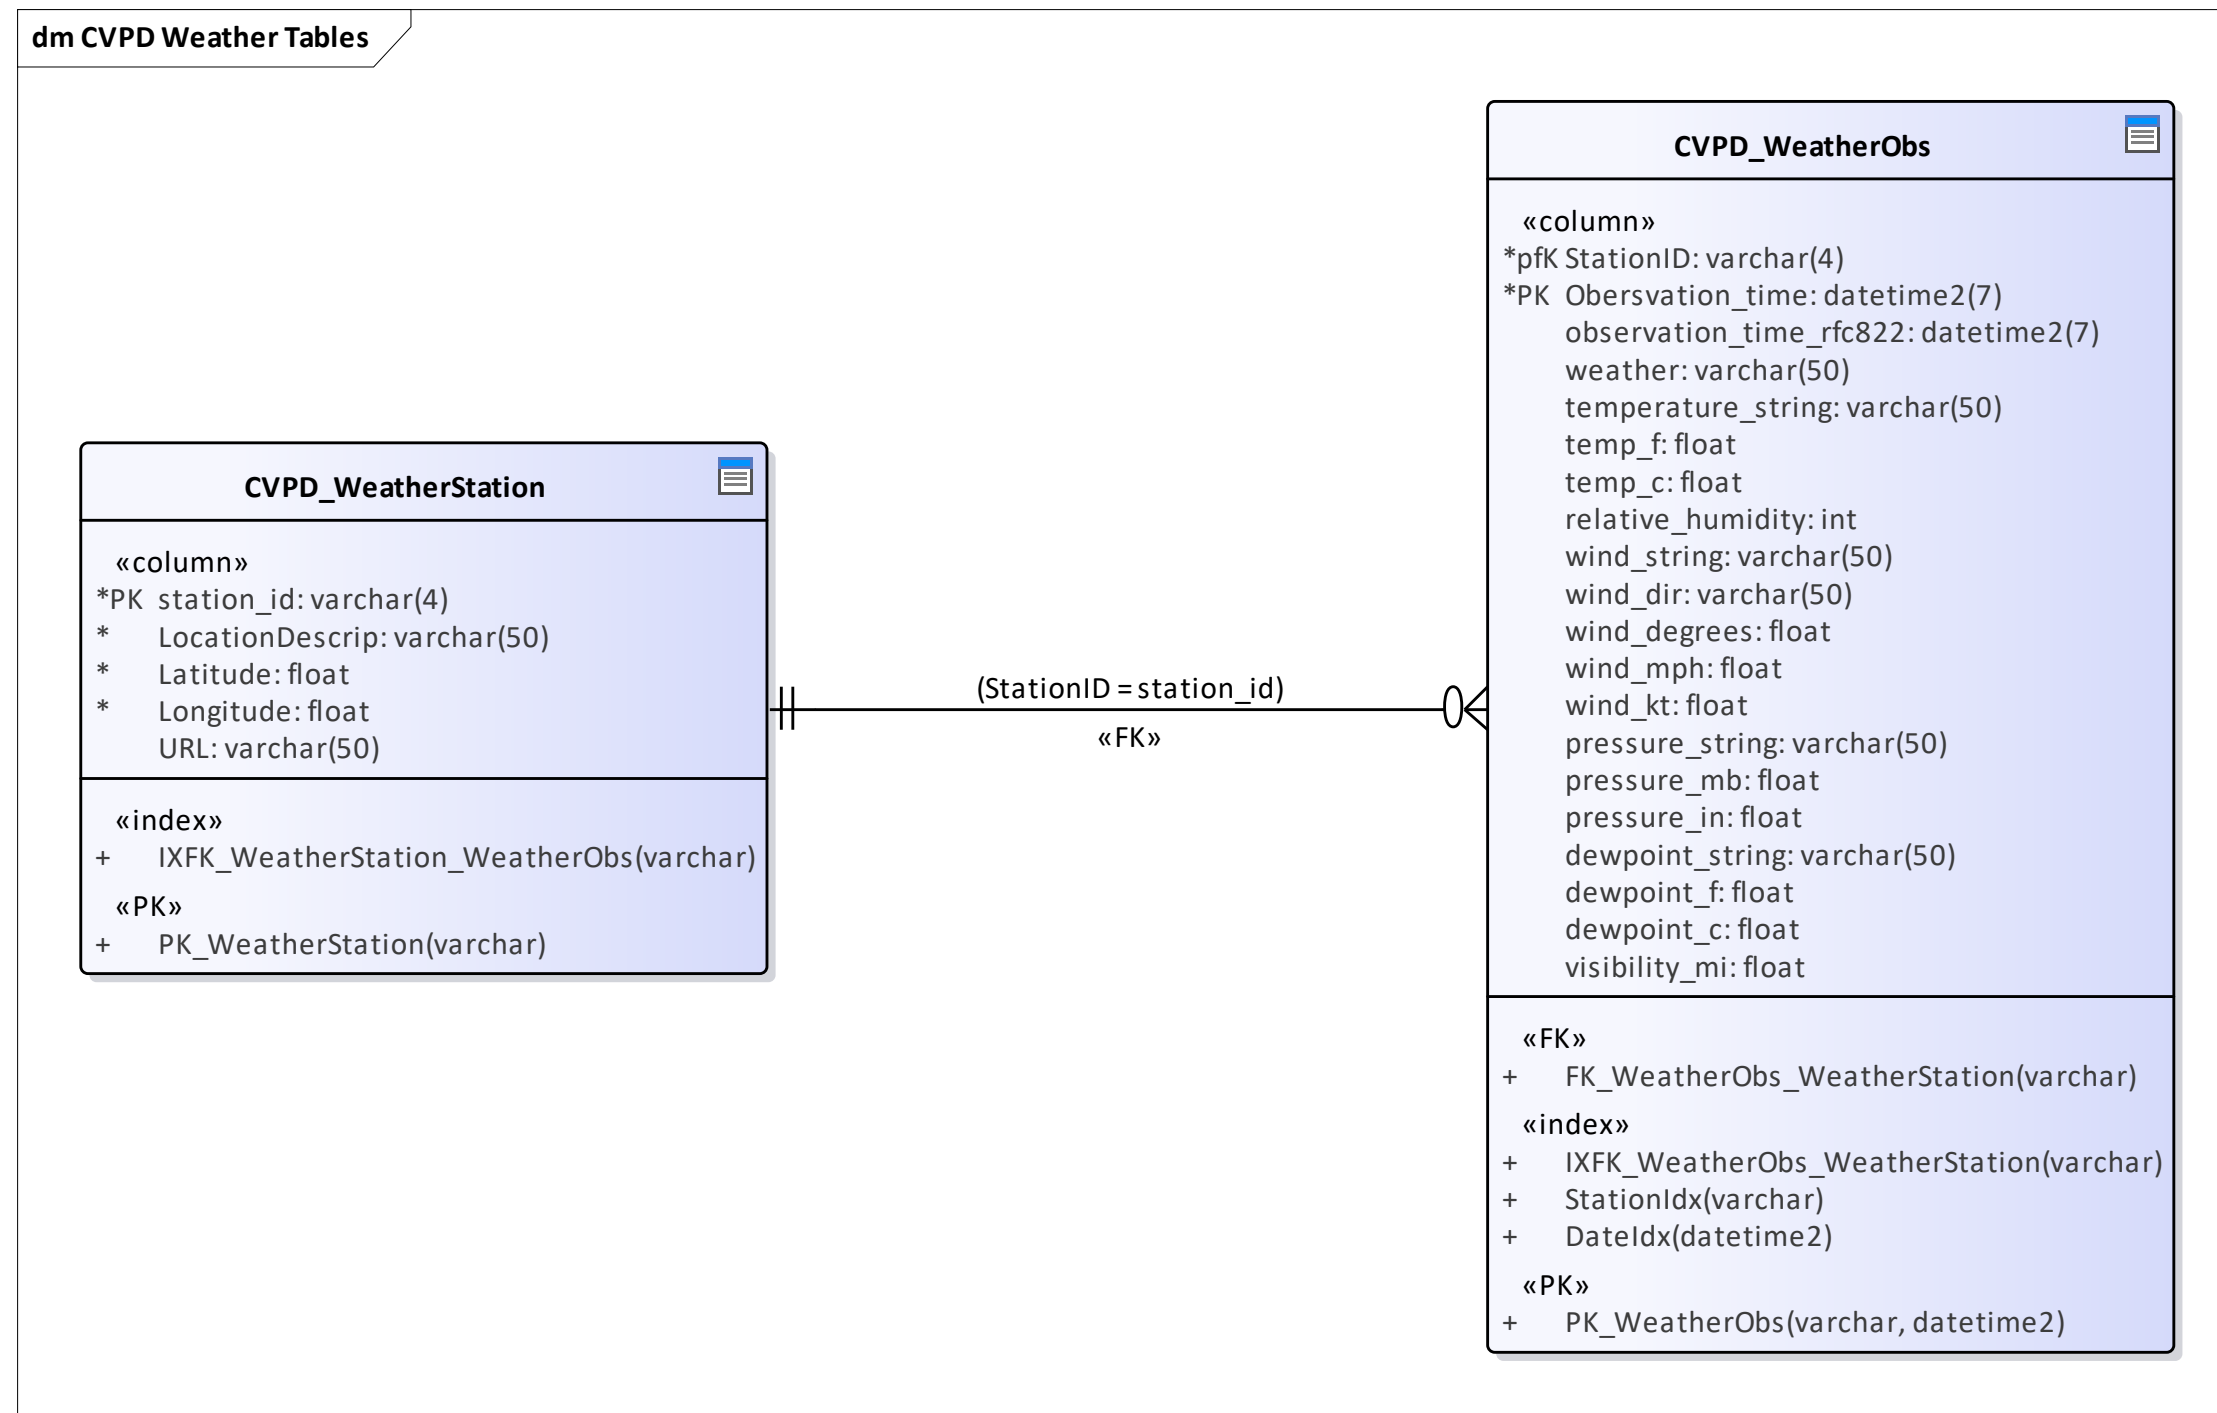 dm CVPD Weather Tables
CVPD_WeatherStation
«column»
*PK station_id: varchar(4)
* LocationDescrip: varchar(50)
* Latitude: float
* Longitude: float
URL: varchar(50)
«index»
+ IXFK_WeatherStation_WeatherObs(varchar)
«PK»
+ PK_WeatherStation(varchar)
(StationID = station_id)
«FK»
CVPD_WeatherObs
«column»
*pfK StationID: varchar(4)
*PK Obersvation_time: datetime2(7)
observation_time_rfc822: datetime2(7)
weather: varchar(50)
temperature_string: varchar(50)
temp_f: float
temp_c: float
relative_humidity: int
wind_string: varchar(50)
wind_dir: varchar(50)
wind_degrees: float
wind_mph: float
wind_kt: float
pressure_string: varchar(50)
pressure_mb: float
pressure_in: float
dewpoint_string: varchar(50)
dewpoint_f: float
dewpoint_c: float
visibility_mi: float
«FK»
+ FK_WeatherObs_WeatherStation(varchar)
«index»
+ IXFK_WeatherObs_WeatherStation(varchar)
+ StationIdx(varchar)
+ DateIdx(datetime2)
«PK»
+ PK_WeatherObs(varchar, datetime2)